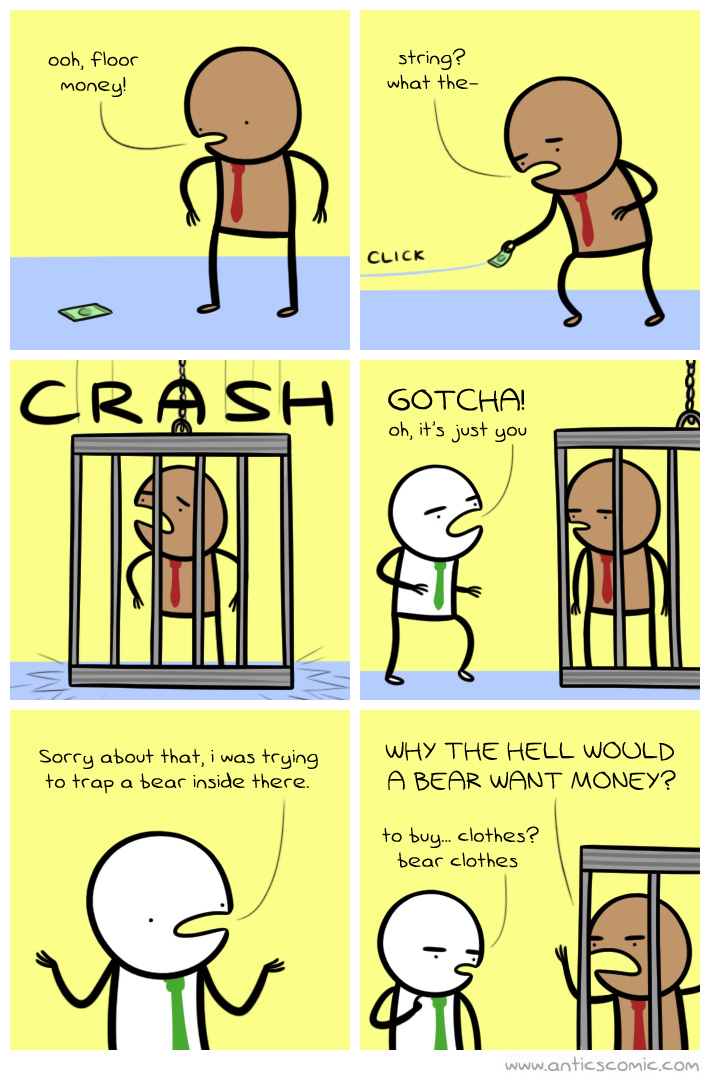 ooh, floor
money!
string?
what the-
CLICK
CRASH
GOTCHA!
oh, it's just you
Sorry about that, i was trying
to trap a bear inside there.
WHY THE HELL WOULD
A BEAR WANT MONEY?
to buy... clothes?
bear clothes
www.anticscomic.com